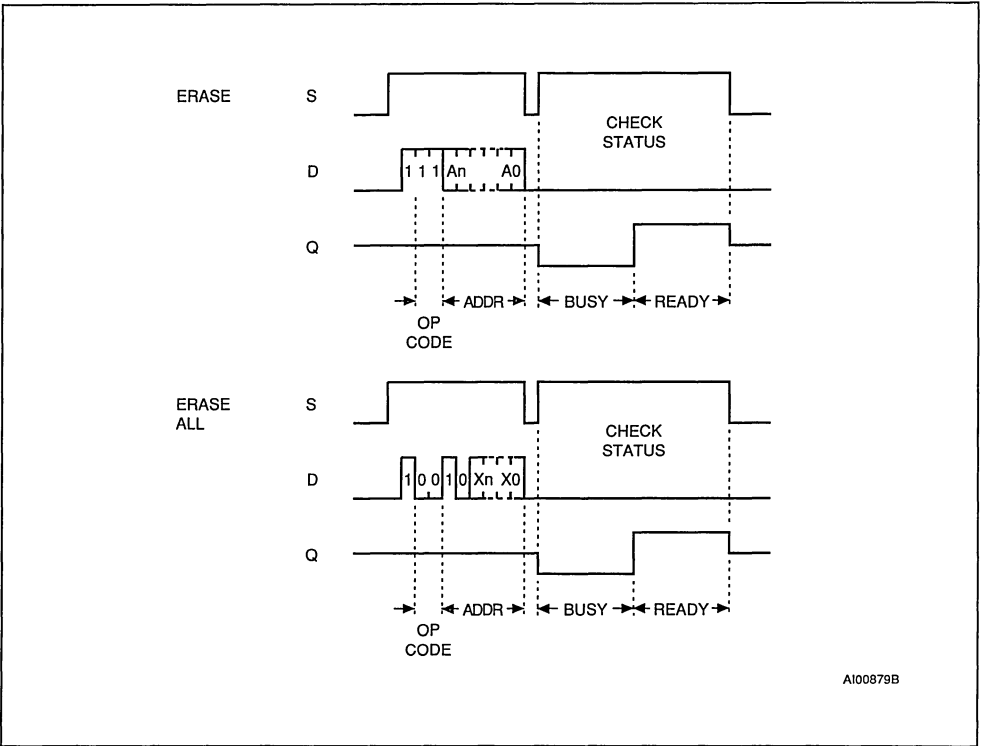 ERASE S
CHECK
STATUS
D 1 1 1 An A0
Q
ADDR BUSY READY
OP
CODE
ERASE S
ALL
CHECK
STATUS
D 1 0 0 1 0 Xn X0
Q
ADDR BUSY READY
OP
CODE
AI00879B